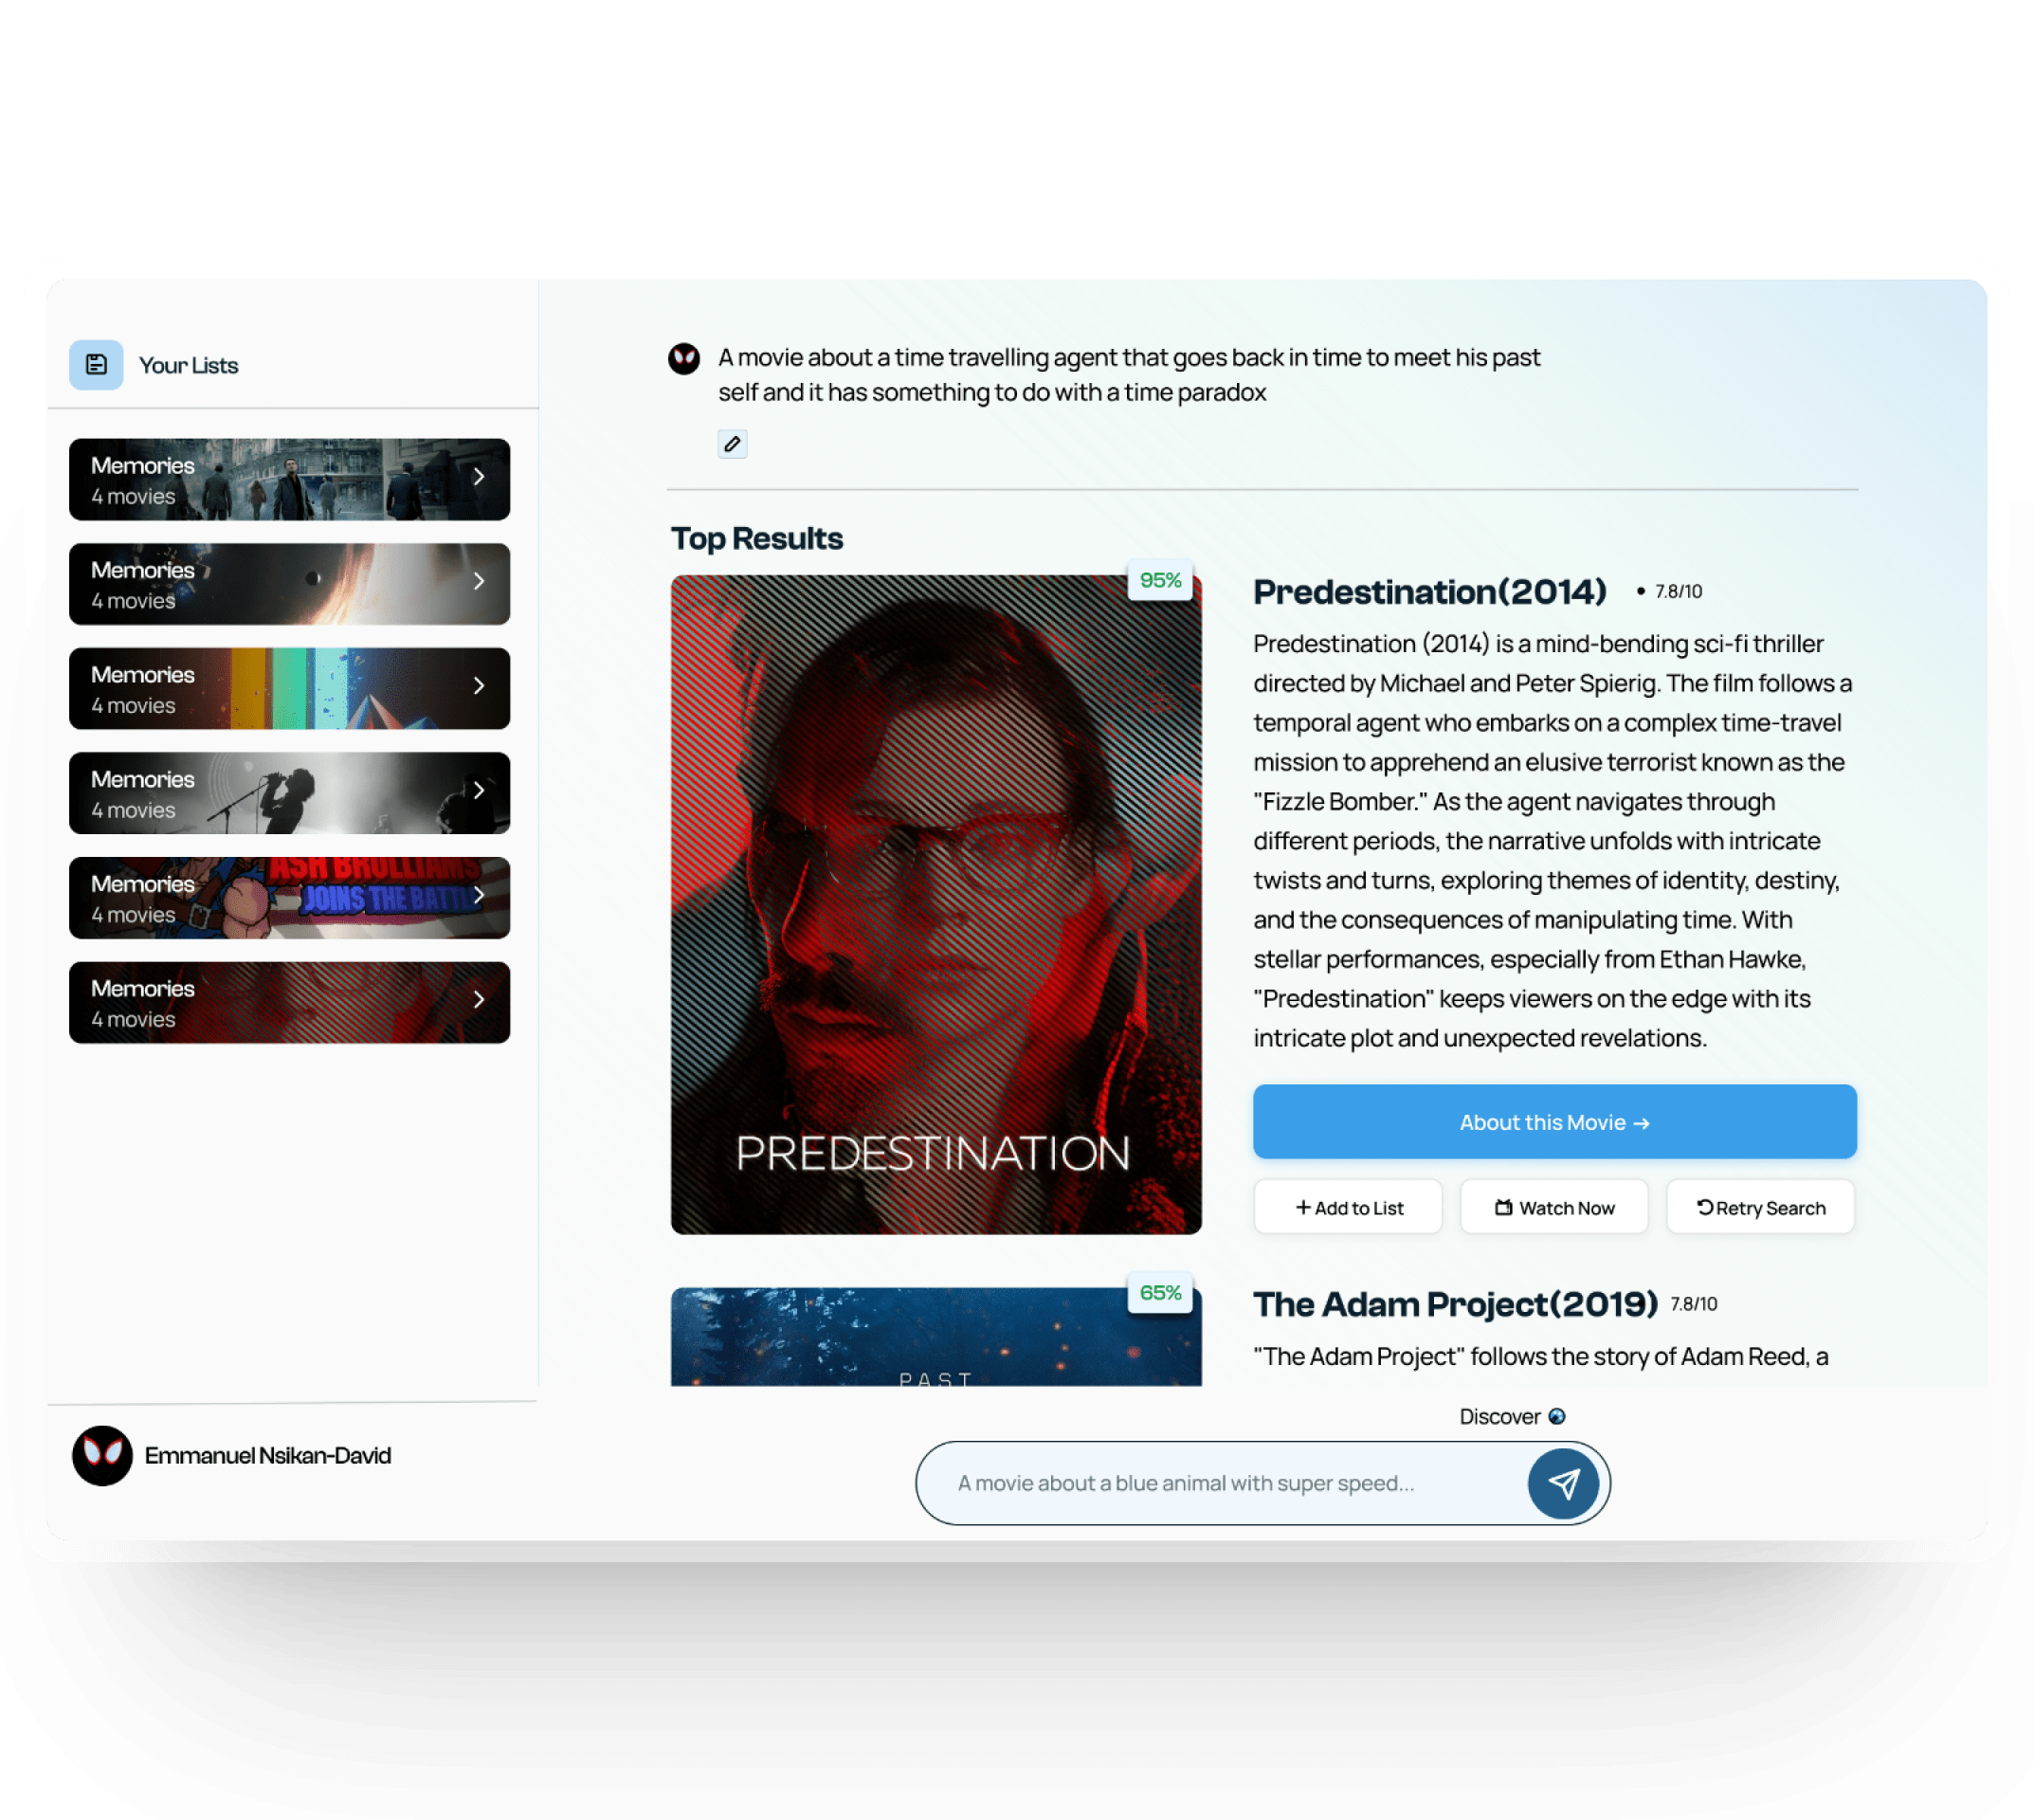 Your Lists
Memories
4 movies
Memories
4 movies
Memories
4 movies
Memories
4 movies
Memories
4 movies
JOINS THE
Memories
4 movies
Emmanuel Nsikan-David
A movie about a time travelling agent that goes back in time to meet his past
self and it has something to do with a time paradox
Top Results
95%
PREDESTINATION
Predestination(2014) • 7.8/10
Predestination (2014) is a mind-bending sci-fi thriller
directed by Michael and Peter Spierig. The film follows a
temporal agent who embarks on a complex time-travel
mission to apprehend an elusive terrorist known as the
"Fizzle Bomber." As the agent navigates through
different periods, the narrative unfolds with intricate
twists and turns, exploring themes of identity, destiny,
and the consequences of manipulating time. With
stellar performances, especially from Ethan Hawke,
"Predestination" keeps viewers on the edge with its
intricate plot and unexpected revelations.
About this Movie →
+ Add to List
Watch Now
Retry Search
65%
PAST
The Adam Project(2019) 7.8/10
"The Adam Project" follows the story of Adam Reed, a
Discover
A movie about a blue animal with super speed...